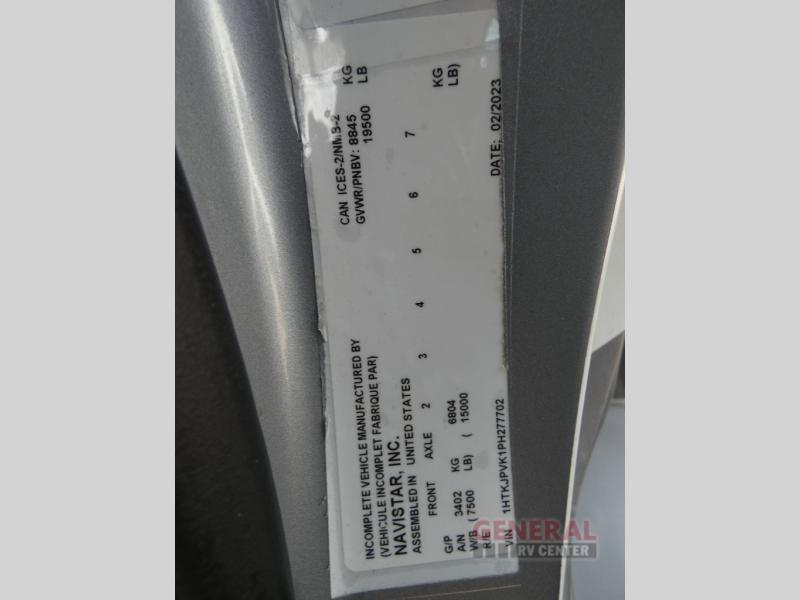 INCOMPLETE VEHICLE MANUFACTURED BY
(VEHICULE INCOMPLET FABRIQUE PAR)
NAVISTAR, INC.
ASSEMBLED IN UNITED STATES
CAN ICES-2/NMB-2
GVWR/PNBV: 8845 KG
19500 LB
FRONT AXLE 2 3 4 5 6 7
G/P
A/N 3402 KG 6804 KG
W/B (7500 LB) (15000 LB)
R/E
VIN 1HTKJPVK1PH277702 DATE: 02/2023
GENERAL
RV CENTER